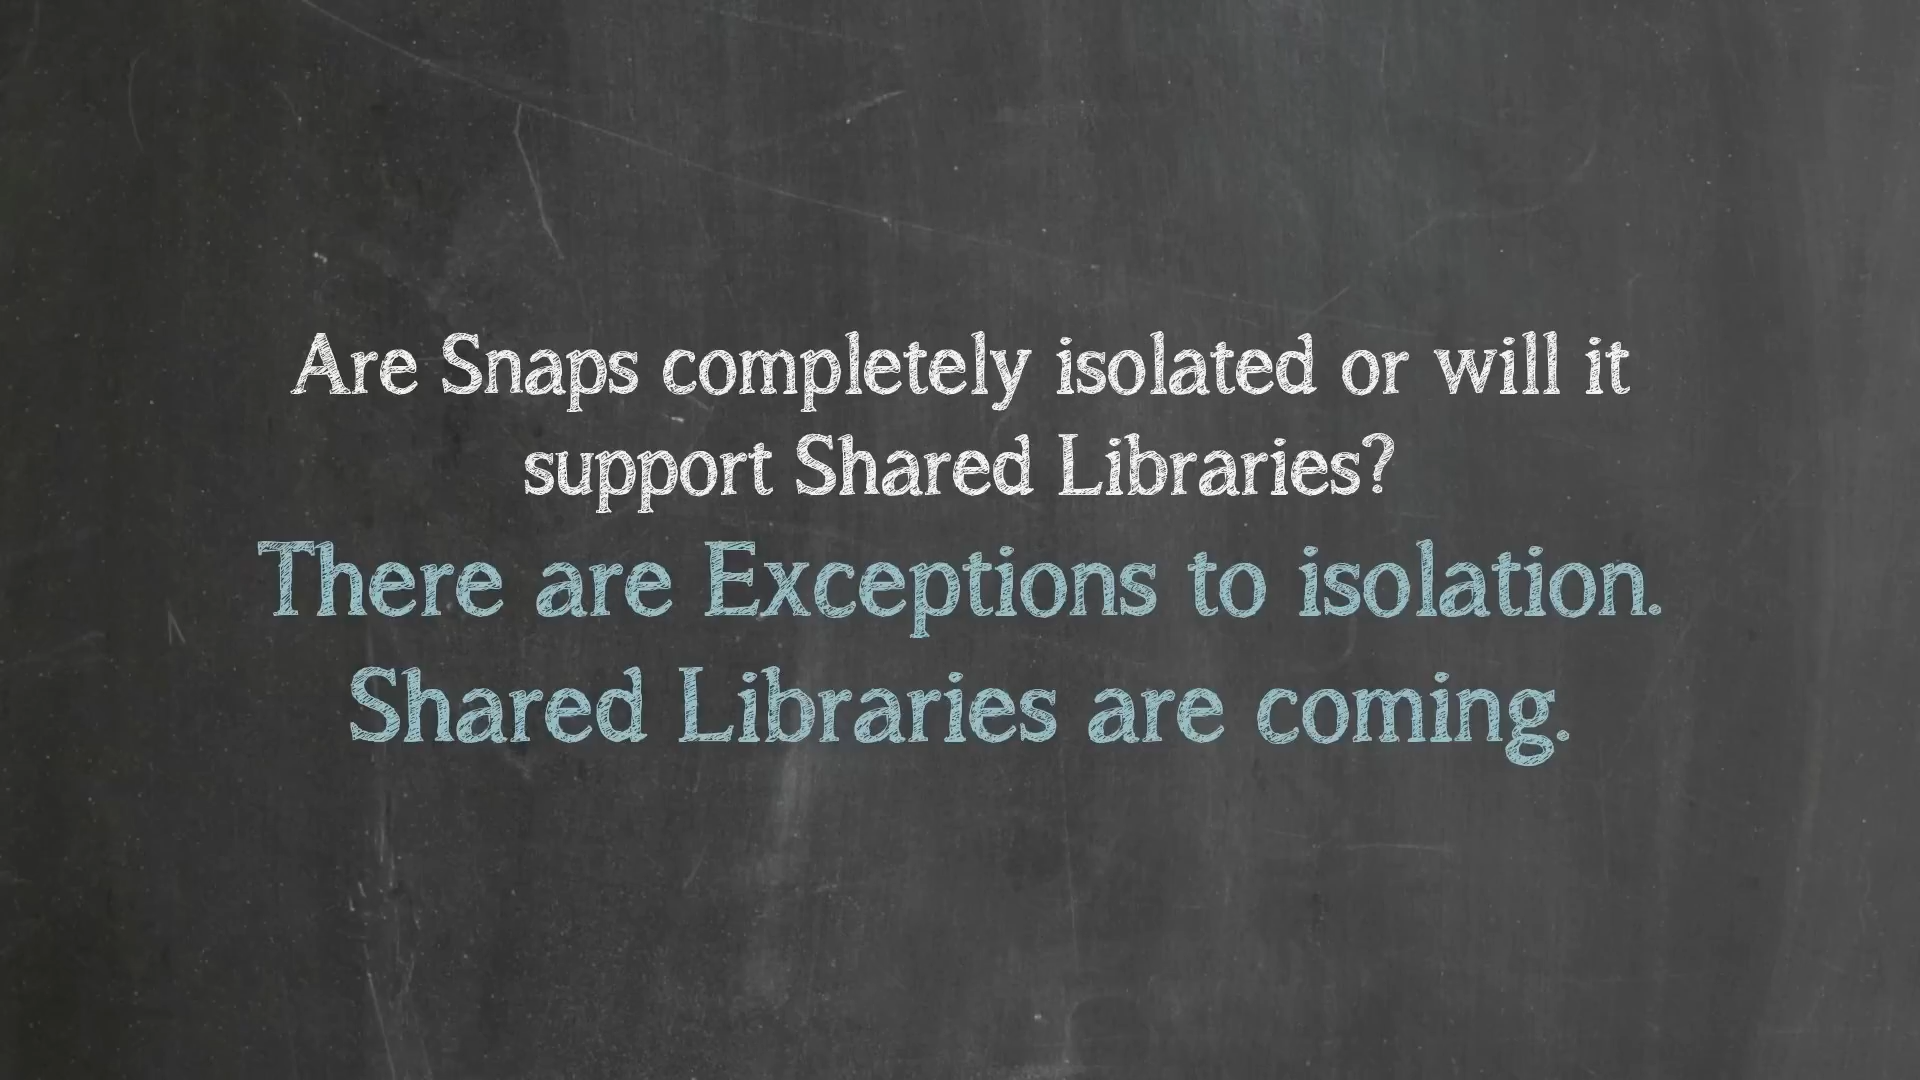 Are Snaps completely isolated or will it
support Shared Libraries?
There are Exceptions to isolation.
Shared Libraries are coming.